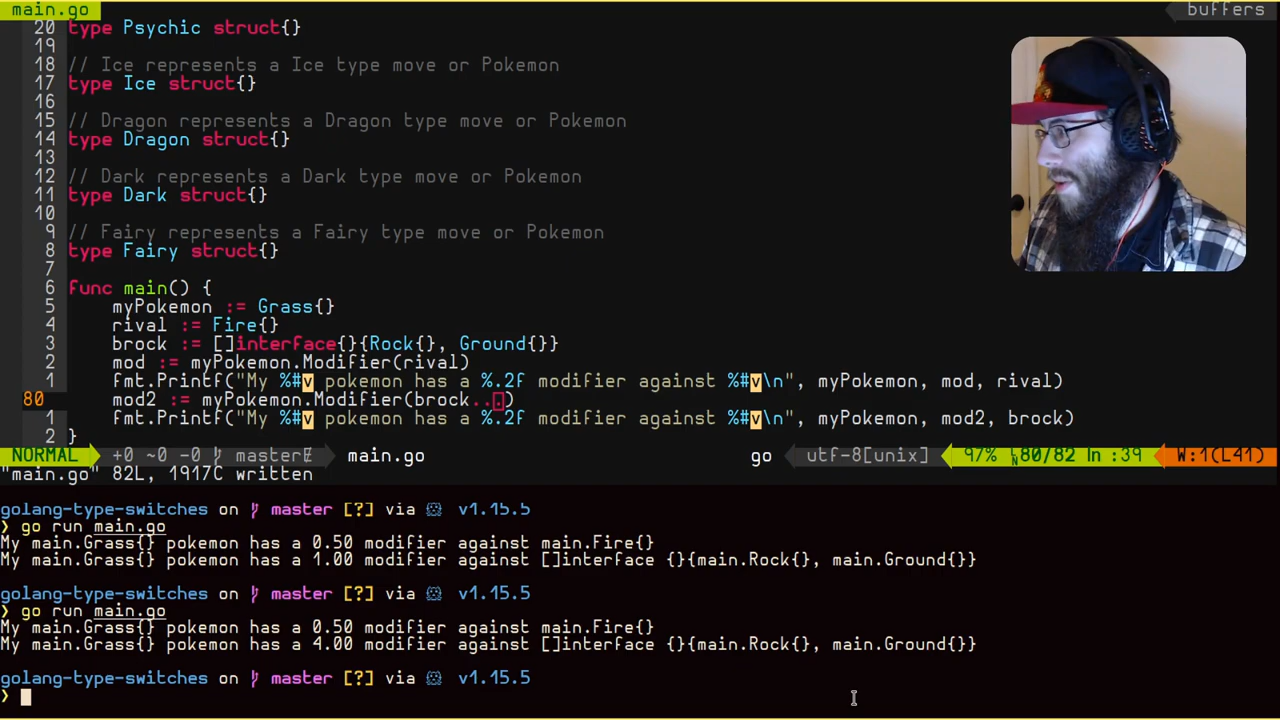 main.go buffers
20 type Psychic struct{}
19
18 // Ice represents a Ice type move or Pokemon
17 type Ice struct{}
16
15 // Dragon represents a Dragon type move or Pokemon
14 type Dragon struct{}
13
12 // Dark represents a Dark type move or Pokemon
11 type Dark struct{}
10
9 // Fairy represents a Fairy type move or Pokemon
8 type Fairy struct{}
7
6 func main() {
5 myPokemon := Grass{}
4 rival := Fire{}
3 brock := []interface{}{Rock{}, Ground{}}
2 mod := myPokemon.Modifier(rival)
1 fmt.Printf("My %#v pokemon has a %.2f modifier against %#v\n", myPokemon, mod, rival)
80 mod2 := myPokemon.Modifier(brock...)
1 fmt.Printf("My %#v pokemon has a %.2f modifier against %#v\n", myPokemon, mod2, brock)
2 }
NORMAL +0 ~0 -0 master main.go go utf-8[unix] 97% 80/82 ln :39 W:1(L41)
"main.go" 82L, 1917C written
golang-type-switches on master [?] via v1.15.5
❯ go run main.go
My main.Grass{} pokemon has a 0.50 modifier against main.Fire{}
My main.Grass{} pokemon has a 1.00 modifier against []interface {}{main.Rock{}, main.Ground{}}
golang-type-switches on master [?] via v1.15.5
❯ go run main.go
My main.Grass{} pokemon has a 0.50 modifier against main.Fire{}
My main.Grass{} pokemon has a 4.00 modifier against []interface {}{main.Rock{}, main.Ground{}}
golang-type-switches on master [?] via v1.15.5
❯